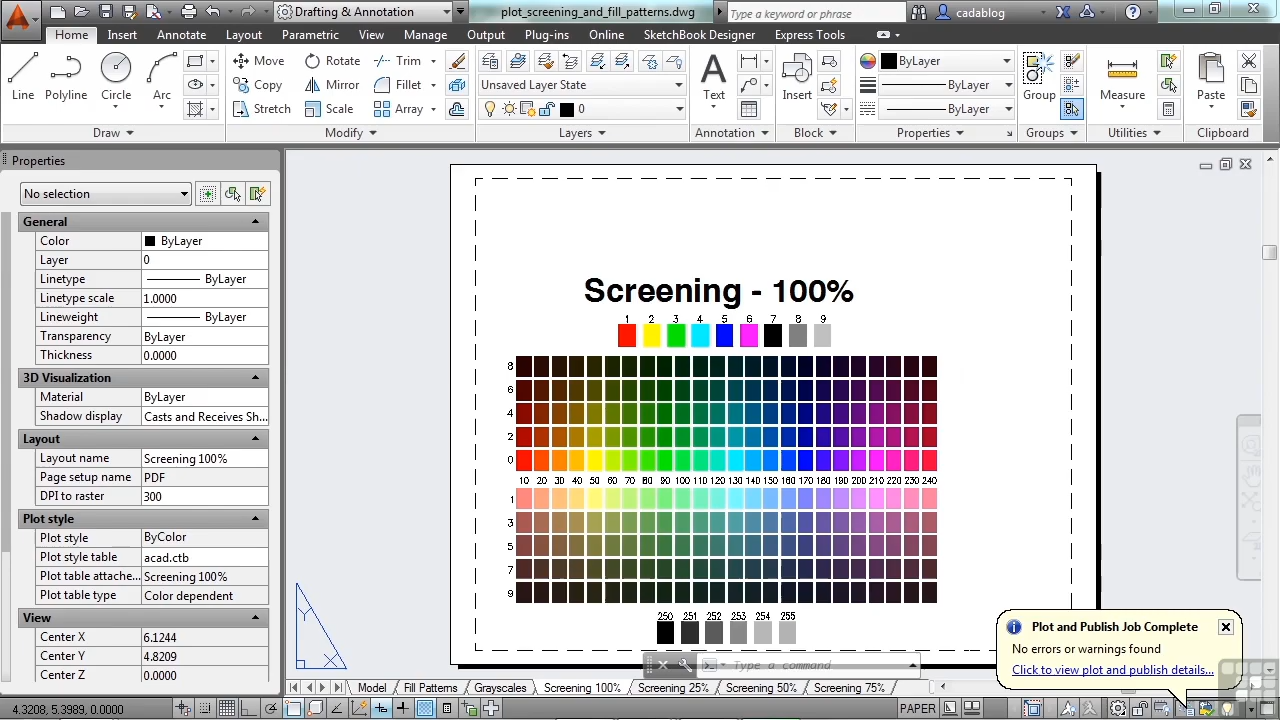 Drafting & Annotation
plot_screening_and_fill_patterns.dwg
Type a keyword or phrase
cadablog
Home Insert Annotate Layout Parametric View Manage Output Plug-ins Online SketchBook Designer Express Tools
Line Polyline Circle Arc
Move Rotate Trim
Copy Mirror Fillet
Stretch Scale Array
Unsaved Layer State
0
Text
Insert
ByLayer
ByLayer
ByLayer
Group
Measure
Paste
Draw Modify Layers Annotation Block Properties Groups Utilities Clipboard
Properties
No selection
General
Color ByLayer
Layer 0
Linetype ByLayer
Linetype scale 1.0000
Lineweight ByLayer
Transparency ByLayer
Thickness 0.0000
3D Visualization
Material ByLayer
Shadow display Casts and Receives Sh...
Layout
Layout name Screening 100%
Page setup name PDF
DPI to raster 300
Plot style
Plot style ByColor
Plot style table acad.ctb
Plot table attache... Screening 100%
Plot table type Color dependent
View
Center X 6.1244
Center Y 4.8209
Center Z 0.0000
Screening - 100%
1 2 3 4 5 6 7 8 9
8
6
4
2
0
10 20 30 40 50 60 70 80 90 100 110 120 130 140 150 160 170 180 190 200 210 220 230 240
1
3
5
7
9
250 251 252 253 254 255
Y
X
Type a command
Plot and Publish Job Complete
No errors or warnings found
Click to view plot and publish details...
Model Fill Patterns Grayscales Screening 100% Screening 25% Screening 50% Screening 75%
4.3208, 5.3983, 0.0000
PAPER